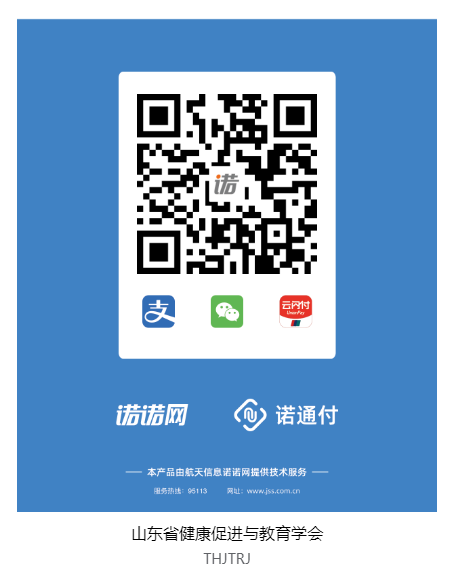 诺
支
云闪付
UnionPay
诺诺网
诺通付
本产品由航天信息诺诺网提供技术服务
服务热线：95113 网址：www.jss.com.cn
山东省健康促进与教育学会
THJTRJ